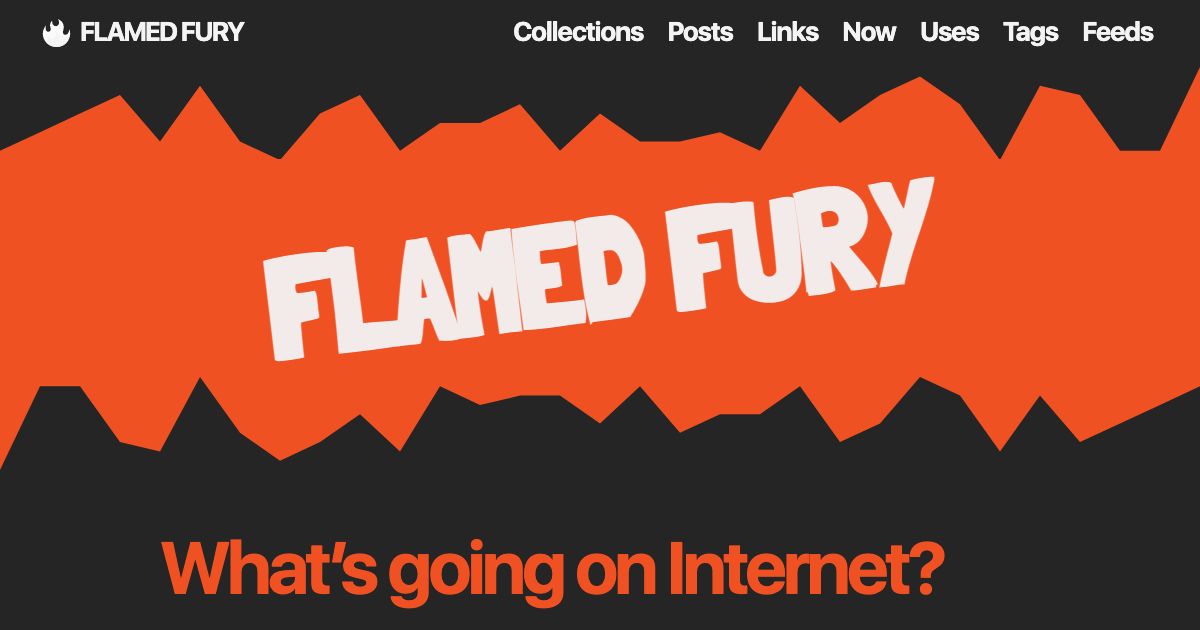 FLAMED FURY
Collections Posts Links Now Uses Tags Feeds
FLAMED FURY
What's going on Internet?